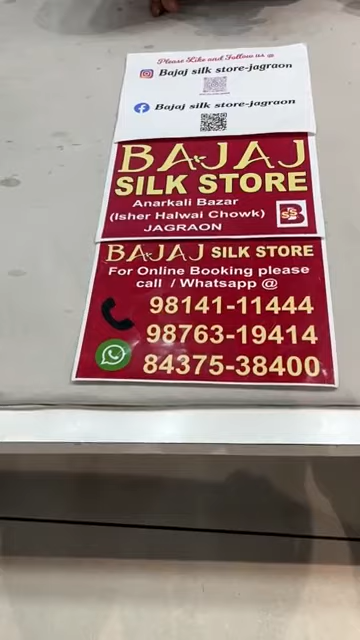 Please Like and Follow us @
Bajaj silk store-jagraon
Bajaj silk store-jagraon
BAJAJ
SILK STORE
Anarkali Bazar
(Isher Halwai Chowk)
JAGRAON
BAJAJ SILK STORE
For Online Booking please
call / Whatsapp @
98141-11444
98763-19414
84375-38400